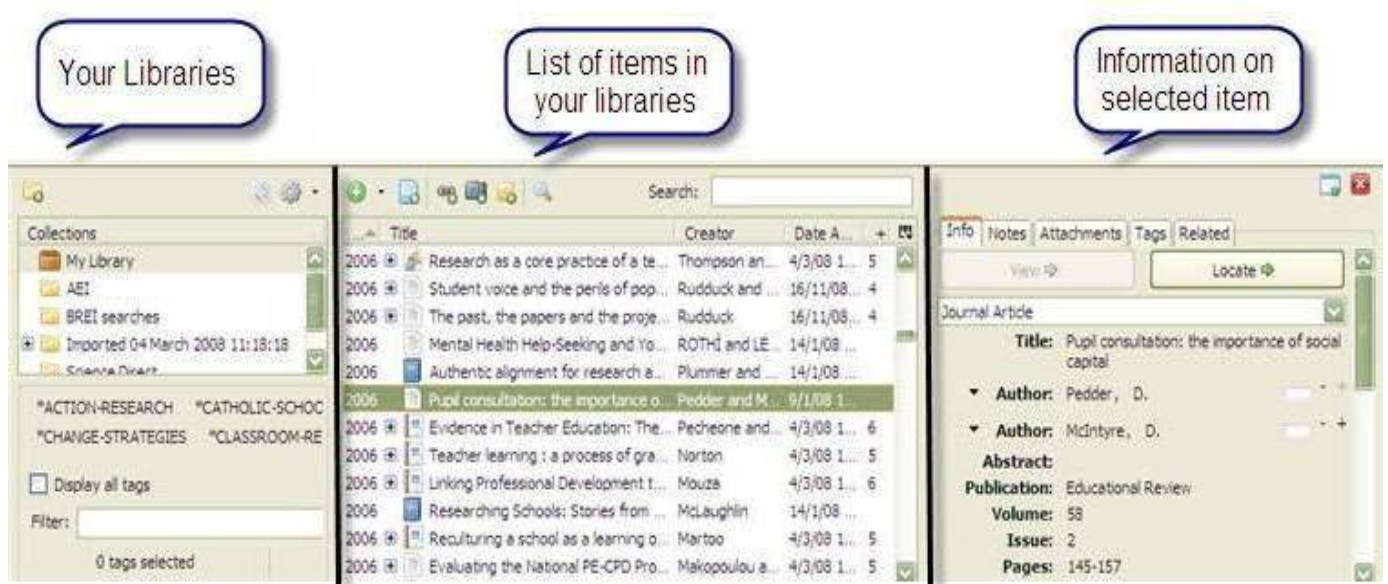 Your Libraries
List of items in
your libraries
Information on
selected item
Search:
Collections
My Library
AEI
BREI searches
Imported 04 March 2008 11:18:18
Science Direct
*ACTION-RESEARCH *CATHOLIC-SCHOC
*CHANGE-STRATEGIES *CLASSROOM-RE
Display all tags
Filter:
0 tags selected
... Title Creator Date A... +
2006 Research as a core practice of a te... Thompson an... 4/3/08 1... 5
2006 Student voice and the perils of pop... Rudduck and ... 16/11/08... 4
2006 The past, the papers and the proje... Rudduck 16/11/08... 4
2006 Mental Health Help-Seeking and Yo... ROTHÍ and LE... 14/1/08 ...
2006 Authentic alignment for research a... Plummer and ... 14/1/08 ...
2006 Pupil consultation: the importance o... Pedder and M... 9/1/08 1...
2006 Evidence in Teacher Education: The... Pecheone and... 4/3/08 1... 6
2006 Teacher learning : a process of gra... Norton 4/3/08 1... 5
2006 Linking Professional Development t... Mouza 4/3/08 1... 6
2006 Researching Schools: Stories from ... McLaughlin 14/1/08 ...
2006 Reculturing a school as a learning o... Martoo 4/3/08 1... 5
2006 Evaluating the National PE-CPD Pro... Makopoulou a... 4/3/08 1... 5
Info Notes Attachments Tags Related
View Locate
Journal Article
Title: Pupil consultation: the importance of social
capital
Author: Pedder, D. - +
Author: McIntyre, D. - +
Abstract:
Publication: Educational Review
Volume: 58
Issue: 2
Pages: 145-157